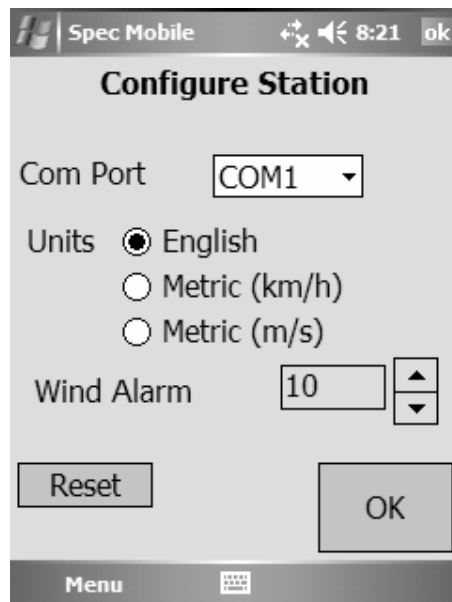 Spec Mobile 8:21 ok
Configure Station
Com Port COM1
Units English
Metric (km/h)
Metric (m/s)
Wind Alarm 10
Reset
OK
Menu